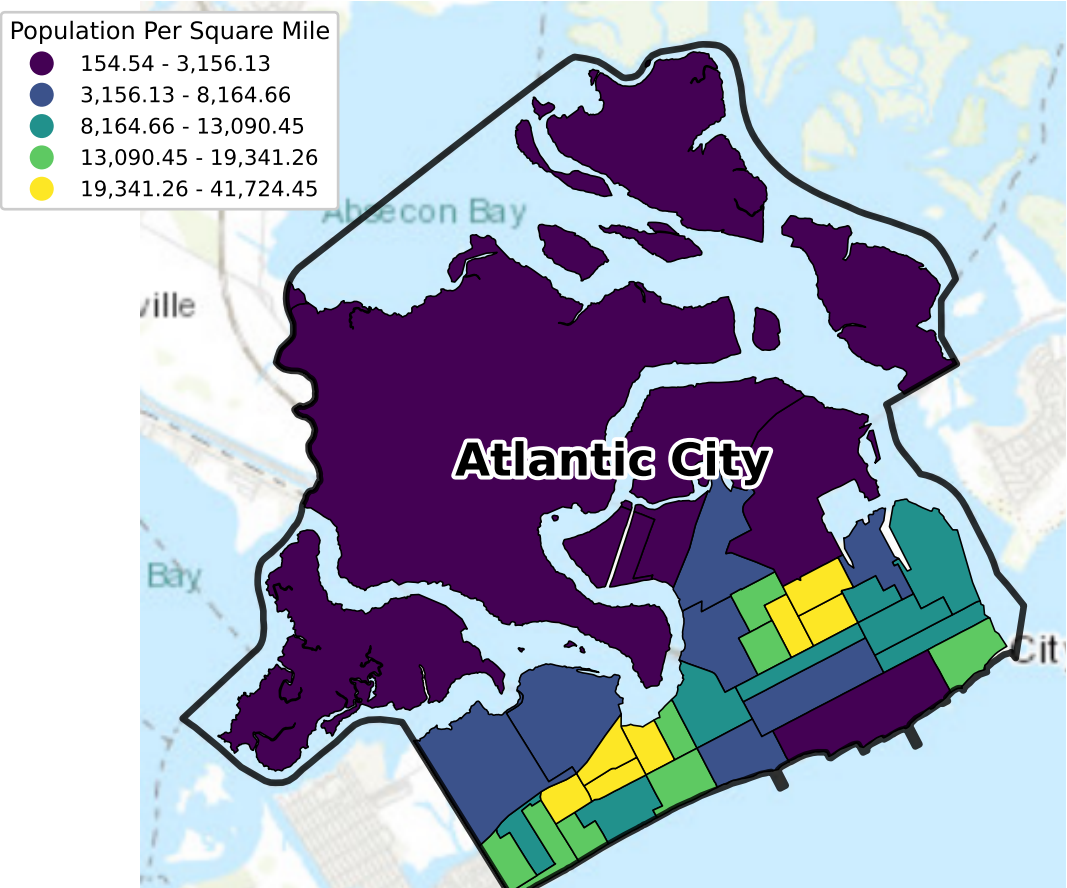 Population Per Square Mile
154.54 - 3,156.13
3,156.13 - 8,164.66
8,164.66 - 13,090.45
13,090.45 - 19,341.26
19,341.26 - 41,724.45
Absecon Bay
ville
Atlantic City
Bay
City